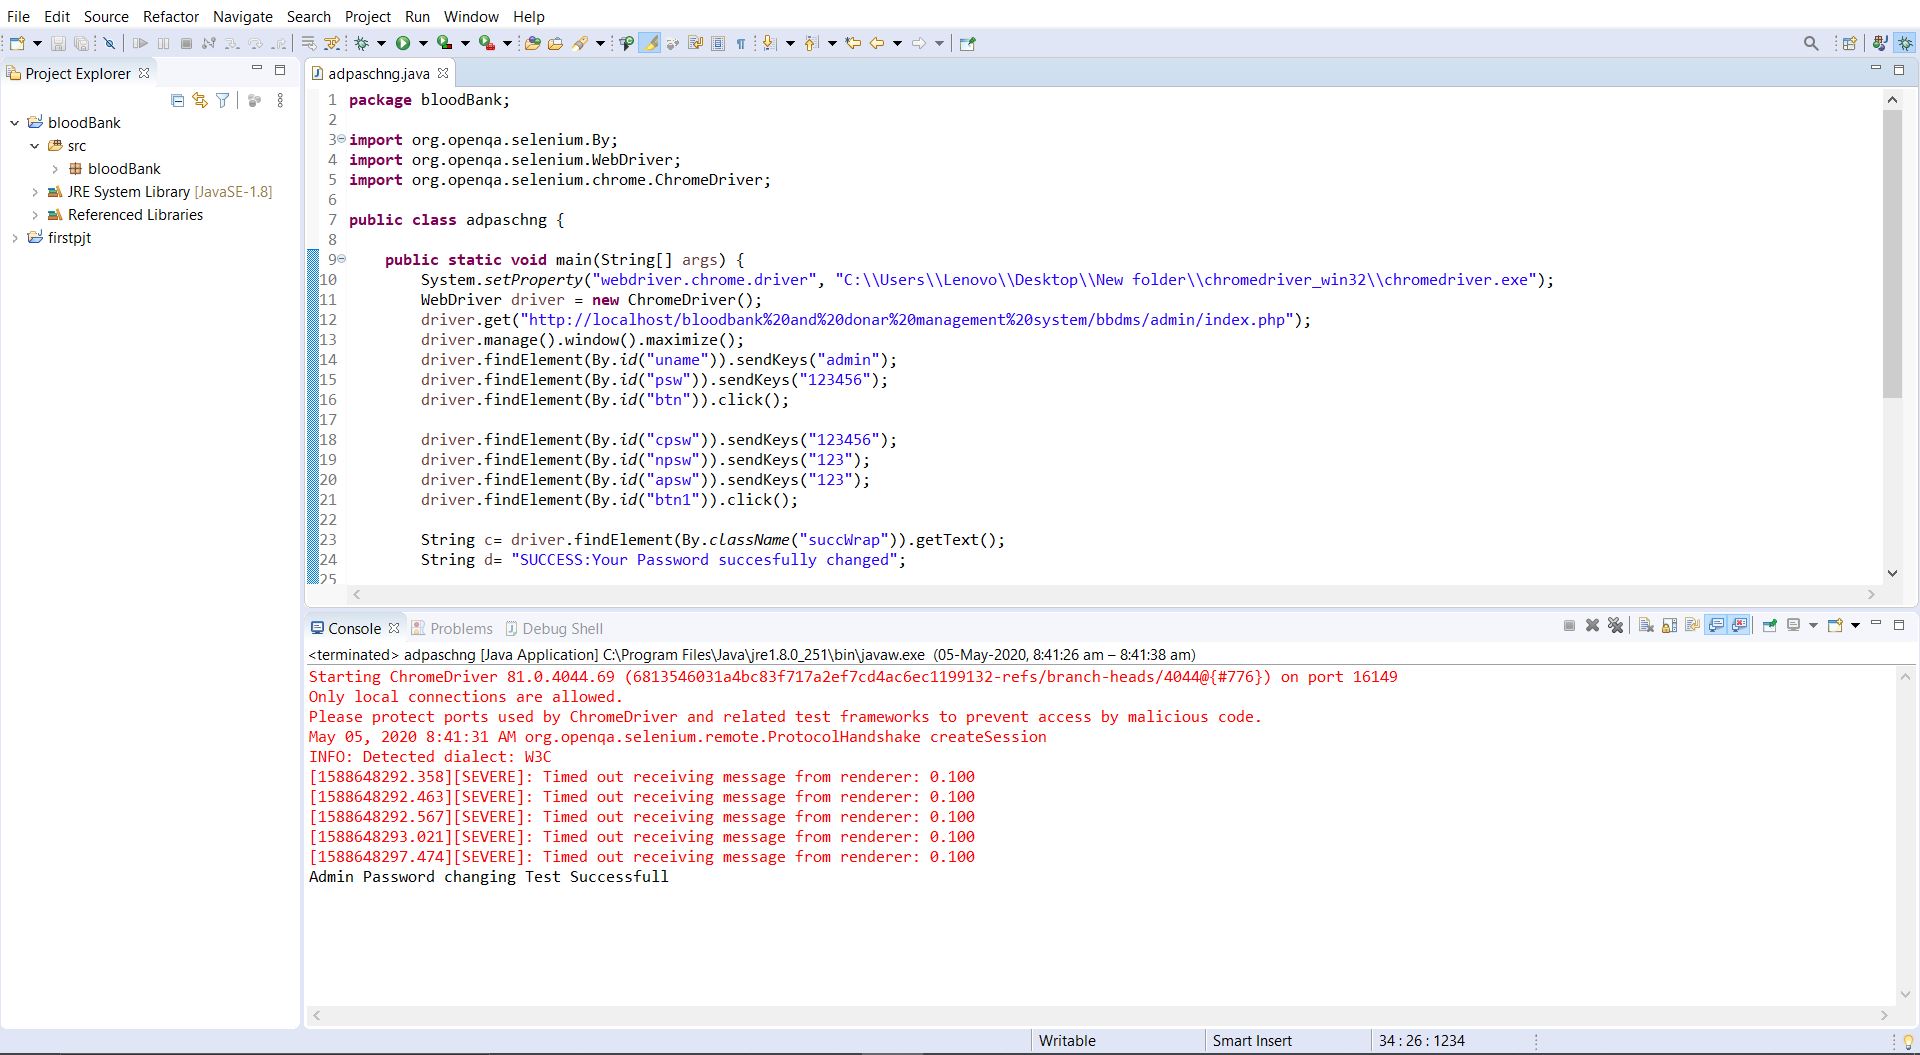 File Edit Source Refactor Navigate Search Project Run Window Help
Project Explorer
bloodBank
src
bloodBank
JRE System Library [JavaSE-1.8]
Referenced Libraries
firstpjt
adpaschng.java
1 package bloodBank;
2
3 import org.openqa.selenium.By;
4 import org.openqa.selenium.WebDriver;
5 import org.openqa.selenium.chrome.ChromeDriver;
6
7 public class adpaschng {
8
9 public static void main(String[] args) {
10 System.setProperty("webdriver.chrome.driver", "C:\\Users\\Lenovo\\Desktop\\New folder\\chromedriver_win32\\chromedriver.exe");
11 WebDriver driver = new ChromeDriver();
12 driver.get("http://localhost/bloodbank%20and%20donar%20management%20system/bbdms/admin/index.php");
13 driver.manage().window().maximize();
14 driver.findElement(By.id("uname")).sendKeys("admin");
15 driver.findElement(By.id("psw")).sendKeys("123456");
16 driver.findElement(By.id("btn")).click();
17
18 driver.findElement(By.id("cpsw")).sendKeys("123456");
19 driver.findElement(By.id("npsw")).sendKeys("123");
20 driver.findElement(By.id("apsw")).sendKeys("123");
21 driver.findElement(By.id("btn1")).click();
22
23 String c= driver.findElement(By.className("succWrap")).getText();
24 String d= "SUCCESS:Your Password succesfully changed";
25
Console Problems Debug Shell
<terminated> adpaschng [Java Application] C:\Program Files\Java\jre1.8.0_251\bin\javaw.exe (05-May-2020, 8:41:26 am – 8:41:38 am)
Starting ChromeDriver 81.0.4044.69 (6813546031a4bc83f717a2ef7cd4ac6ec1199132-refs/branch-heads/4044@{#776}) on port 16149
Only local connections are allowed.
Please protect ports used by ChromeDriver and related test frameworks to prevent access by malicious code.
May 05, 2020 8:41:31 AM org.openqa.selenium.remote.ProtocolHandshake createSession
INFO: Detected dialect: W3C
[1588648292.358][SEVERE]: Timed out receiving message from renderer: 0.100
[1588648292.463][SEVERE]: Timed out receiving message from renderer: 0.100
[1588648292.567][SEVERE]: Timed out receiving message from renderer: 0.100
[1588648293.021][SEVERE]: Timed out receiving message from renderer: 0.100
[1588648297.474][SEVERE]: Timed out receiving message from renderer: 0.100
Admin Password changing Test Successfull
Writable Smart Insert 34 : 26 : 1234